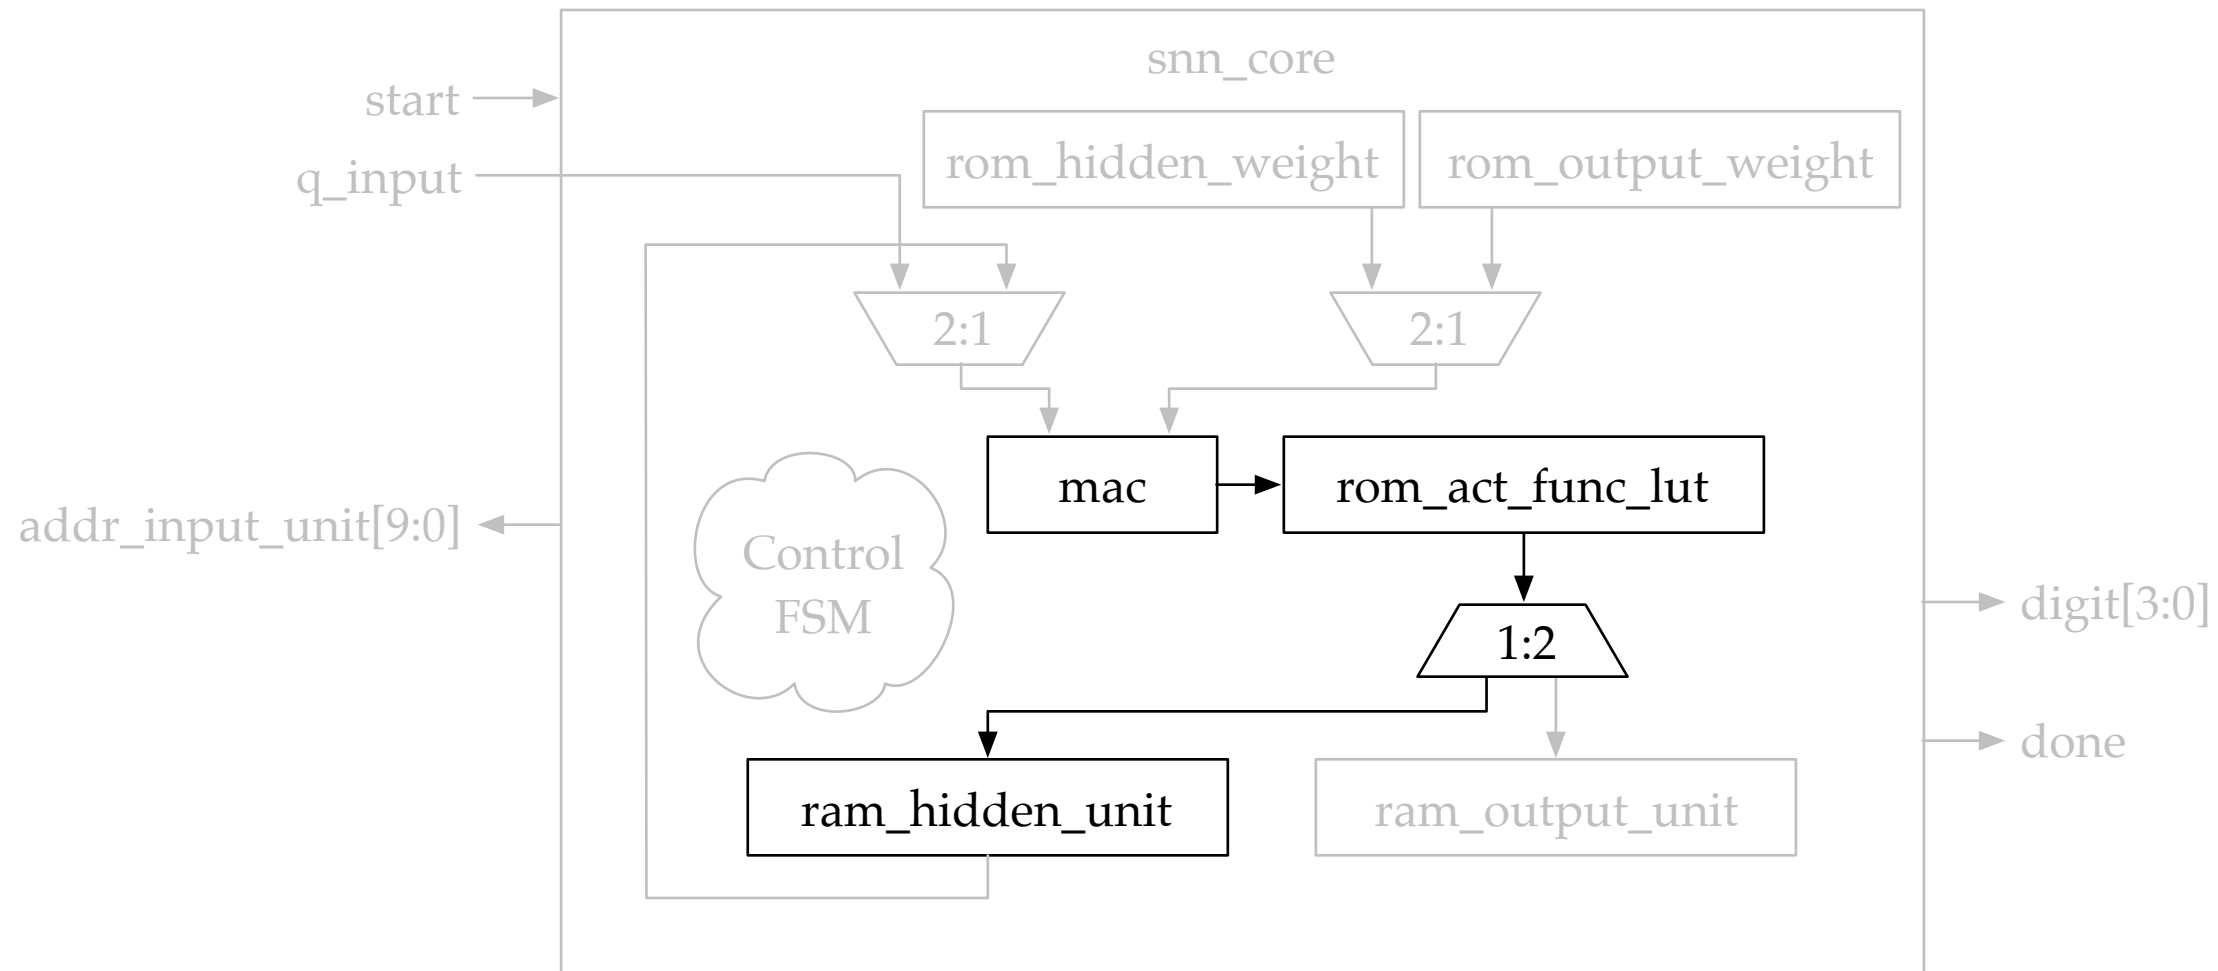 snn_core
start
rom_hidden_weight
rom_output_weight
q_input
2:1
2:1
mac
rom_act_func_lut
addr_input_unit[9:0]
Control
FSM
digit[3:0]
1:2
done
ram_hidden_unit
ram_output_unit